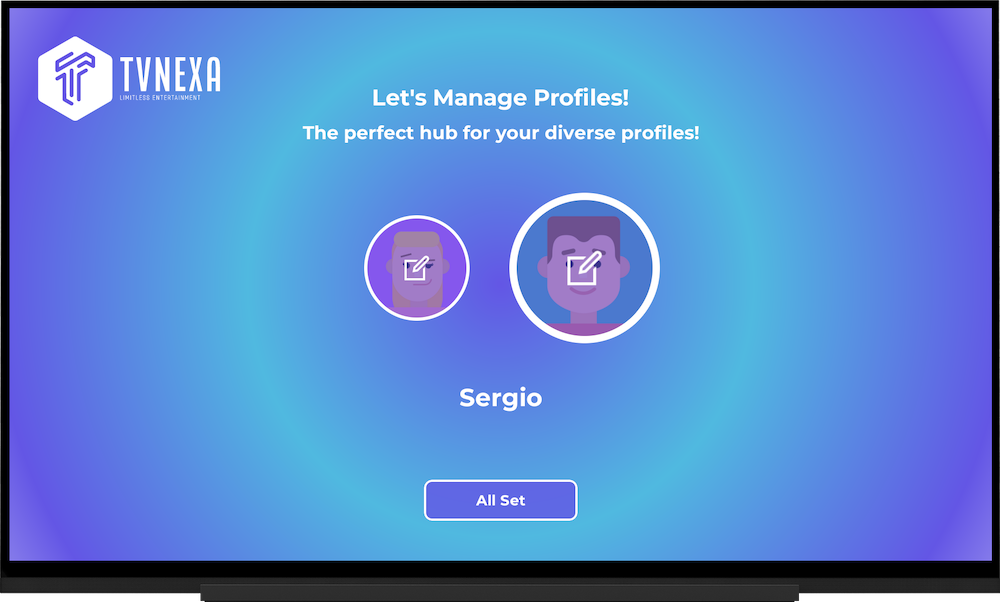 TVNEXA
LIMITLESS ENTERTAINMENT
Let's Manage Profiles!
The perfect hub for your diverse profiles!
Sergio
All Set